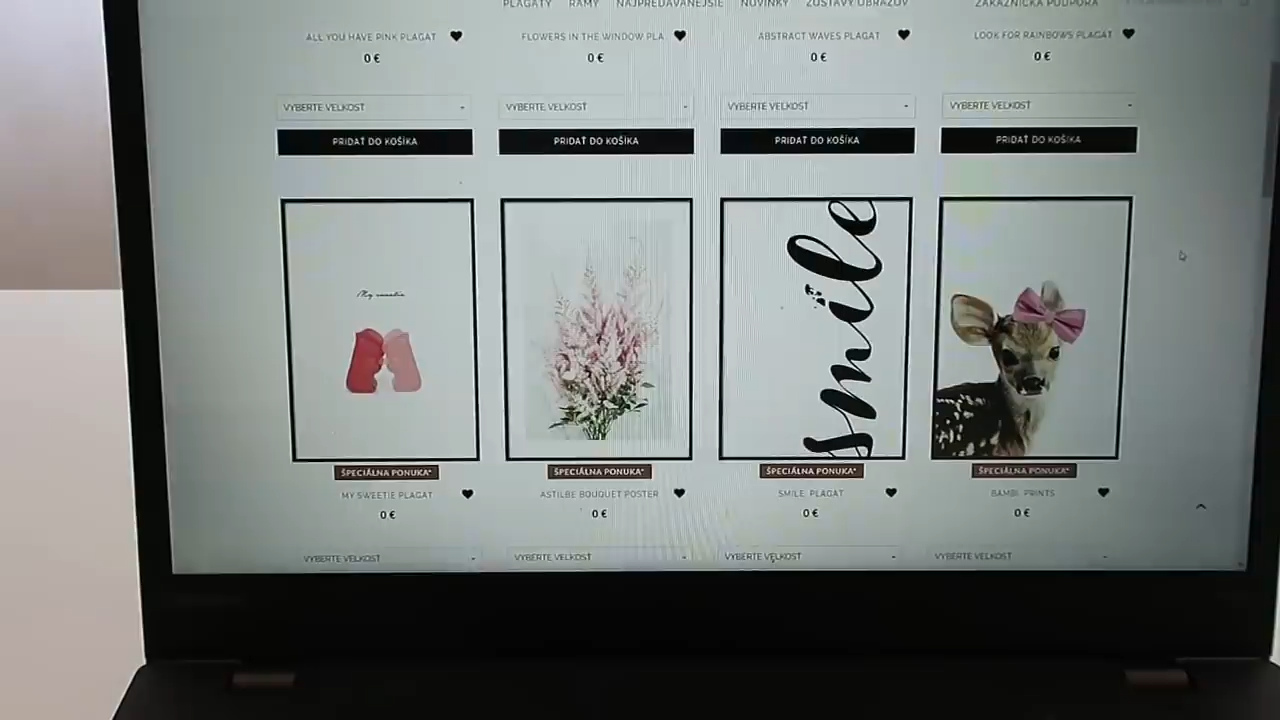 PLAGÁTY RÁMY NAJPREDÁVANEJŠIE NOVINKY ZOSTAVY OBRAZOV ZÁKAZNÍCKA PODPORA
ALL YOU HAVE PINK PLAGÁT FLOWERS IN THE WINDOW PLA ABSTRACT WAVES PLAGÁT LOOK FOR RAINBOWS PLAGÁT
0 € 0 € 0 € 0 €
VYBERTE VEĽKOSŤ VYBERTE VEĽKOSŤ VYBERTE VEĽKOSŤ VYBERTE VEĽKOSŤ
PRIDAŤ DO KOŠÍKA PRIDAŤ DO KOŠÍKA PRIDAŤ DO KOŠÍKA PRIDAŤ DO KOŠÍKA
My sweetie
smile
ŠPECIÁLNA PONUKA* ŠPECIÁLNA PONUKA* ŠPECIÁLNA PONUKA* ŠPECIÁLNA PONUKA*
MY SWEETIE PLAGÁT ASTILBE BOUQUET POSTER SMILE, PLAGÁT BAMBI, PRINTS
0 € 0 € 0 € 0 €
VYBERTE VEĽKOSŤ VYBERTE VEĽKOSŤ VYBERTE VEĽKOSŤ VYBERTE VEĽKOSŤ